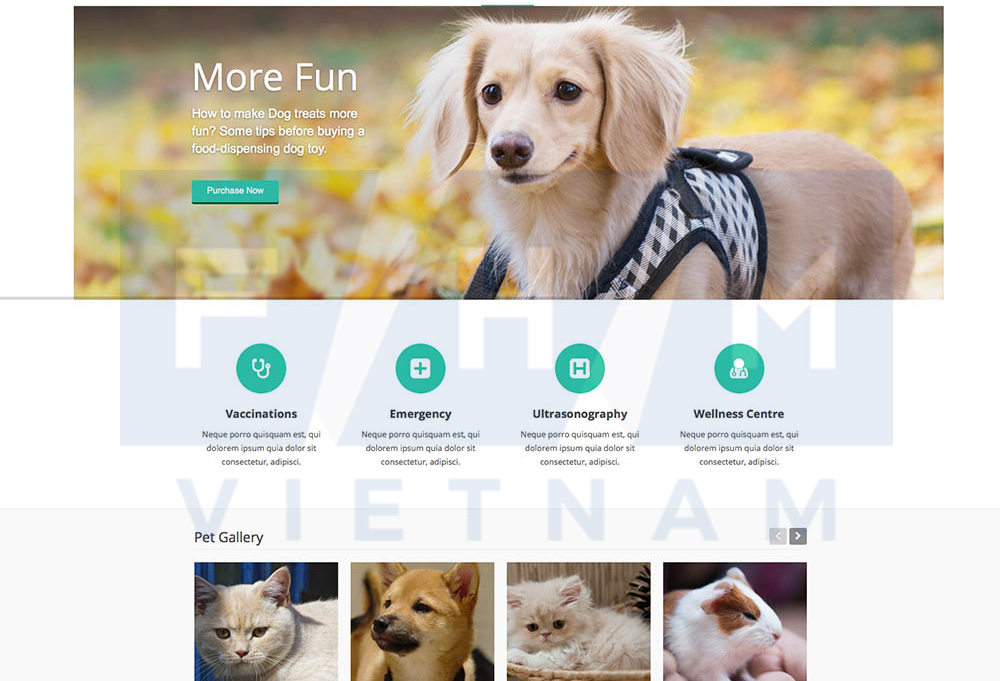 More Fun
How to make Dog treats more
fun? Some tips before buying a
food-dispensing dog toy.
Purchase Now
F/H/M
VIETNAM
Vaccinations
Neque porro quisquam est, qui
dolorem ipsum quia dolor sit
consectetur, adipisci.
Emergency
Neque porro quisquam est, qui
dolorem ipsum quia dolor sit
consectetur, adipisci.
H
Ultrasonography
Neque porro quisquam est, qui
dolorem ipsum quia dolor sit
consectetur, adipisci.
Wellness Centre
Neque porro quisquam est, qui
dolorem ipsum quia dolor sit
consectetur, adipisci.
Pet Gallery